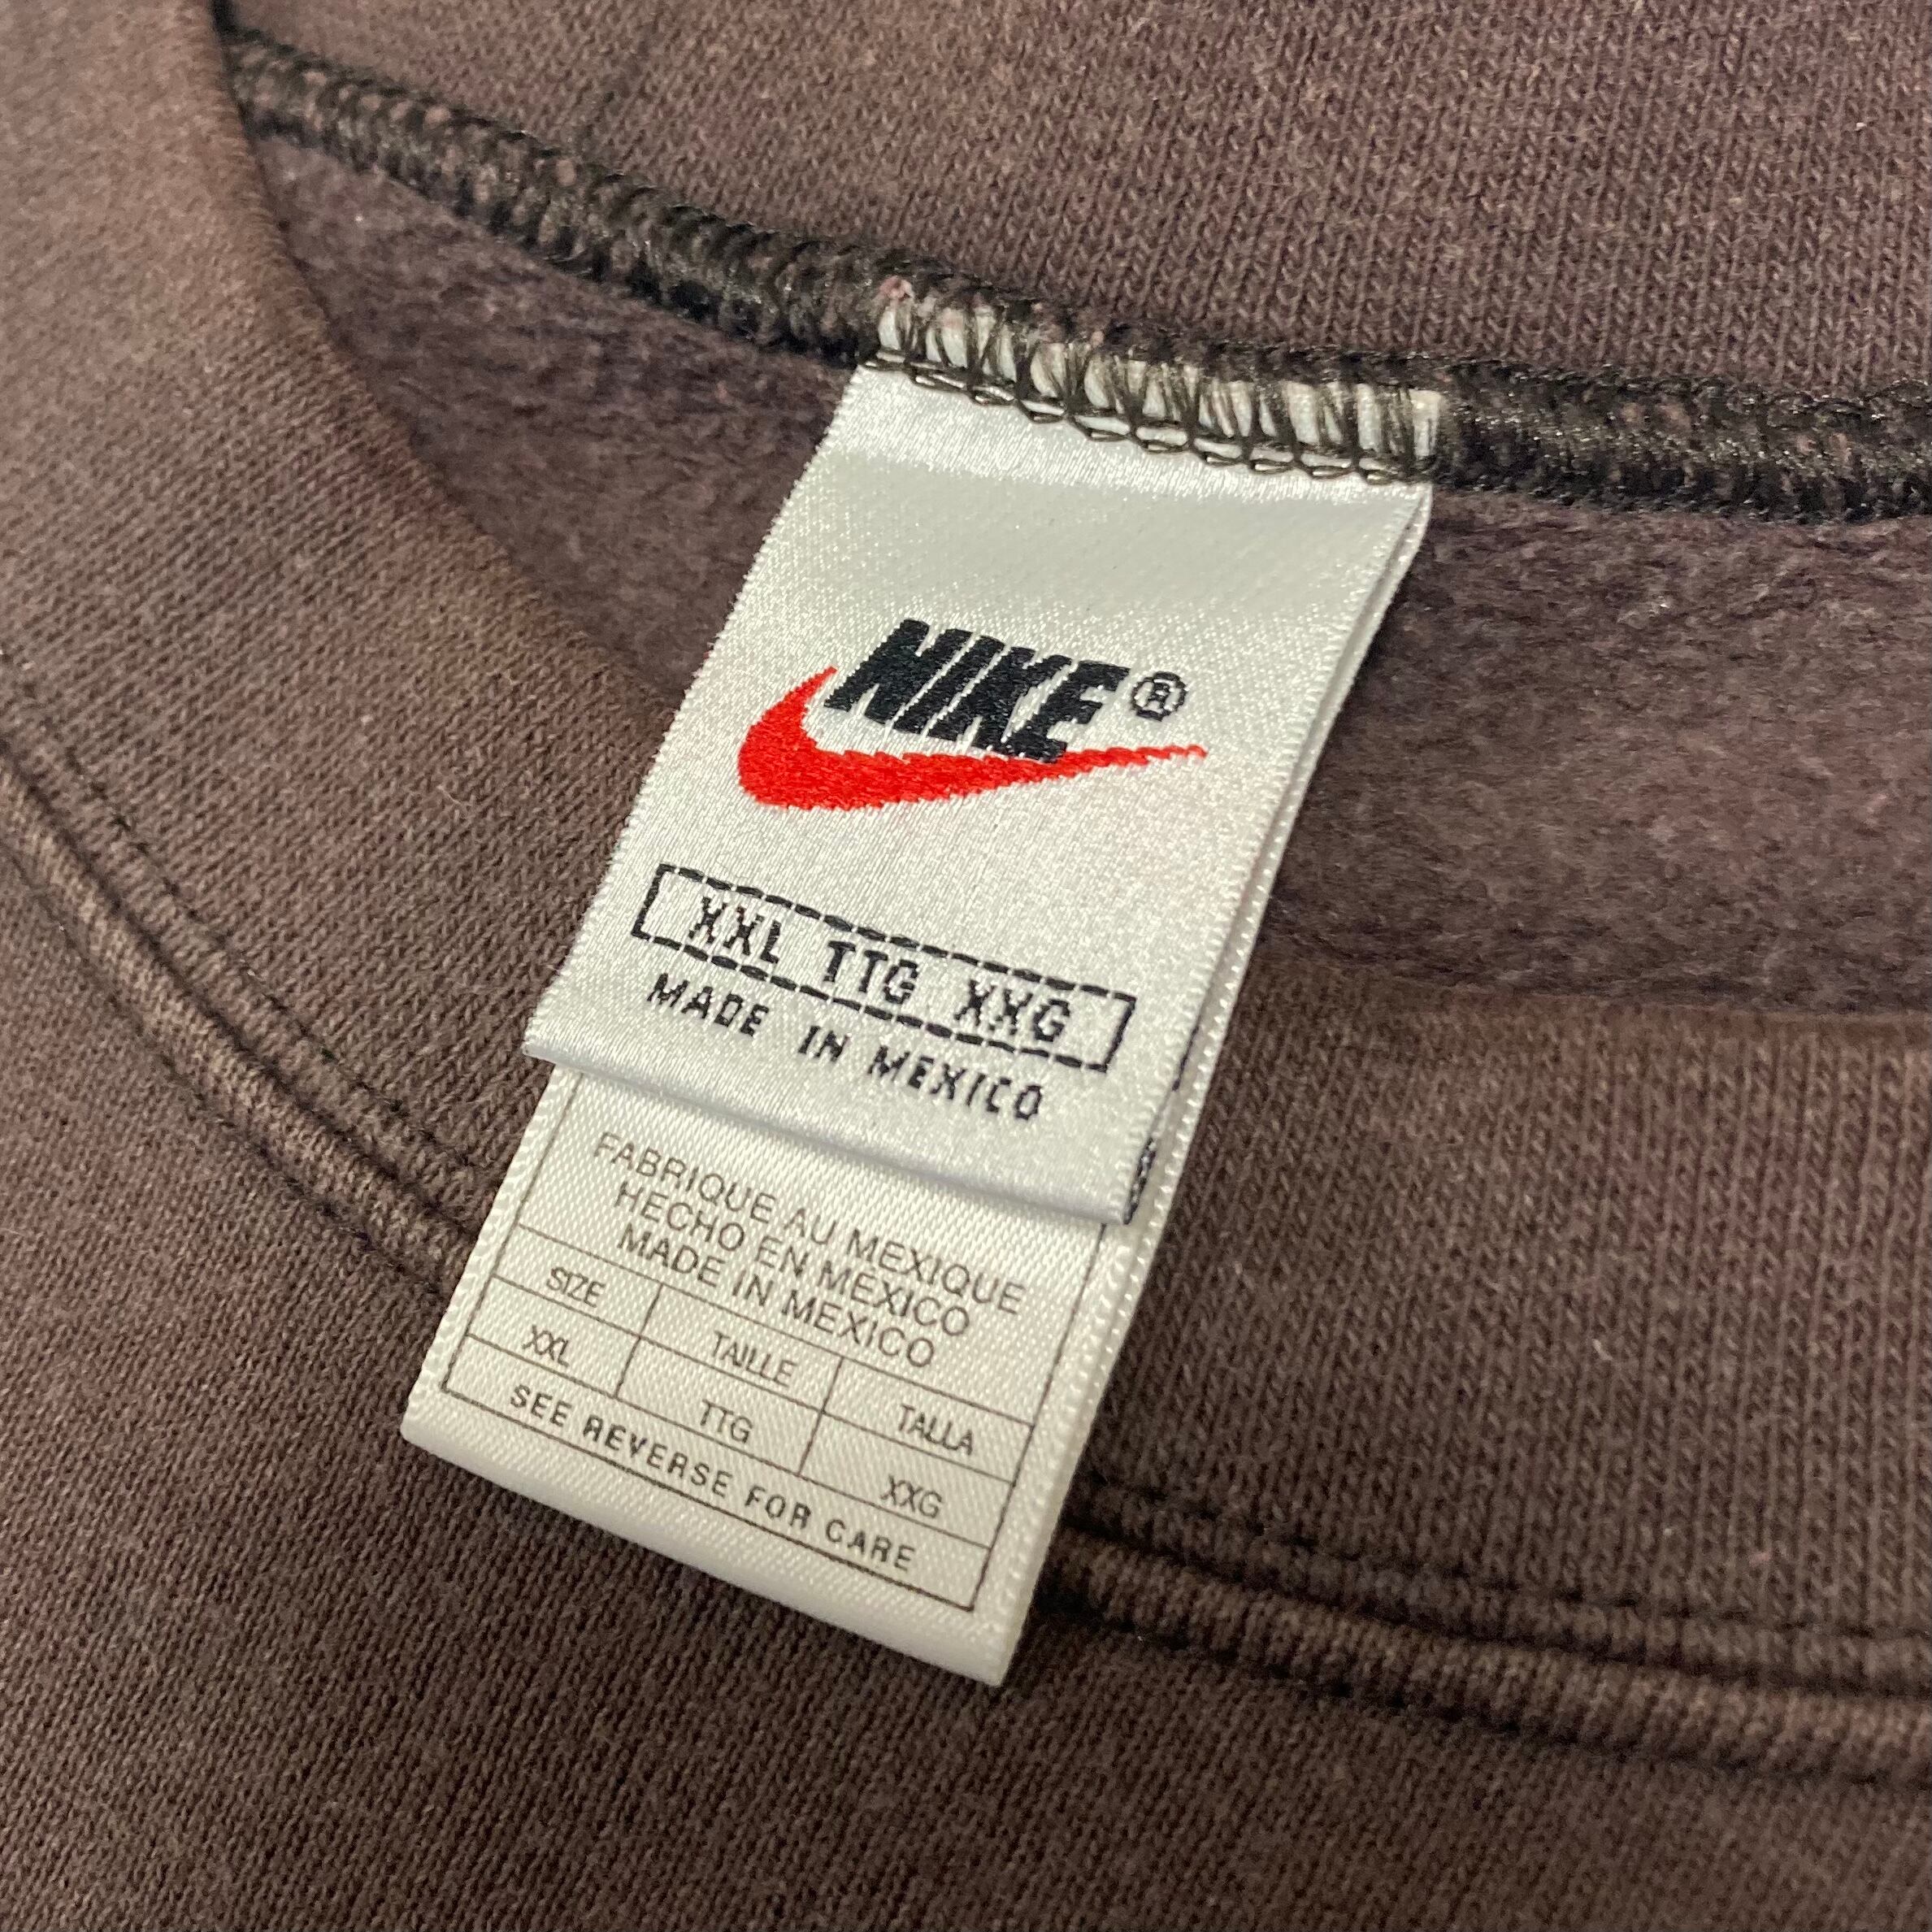 NIKE®
XXL TTG XXG
MADE IN MEXICO
FABRIQUE AU MEXIQUE
HECHO EN MEXICO
MADE IN MEXICO
SIZE TAILLE TALLA
XXL TTG XXG
SEE REVERSE FOR CARE